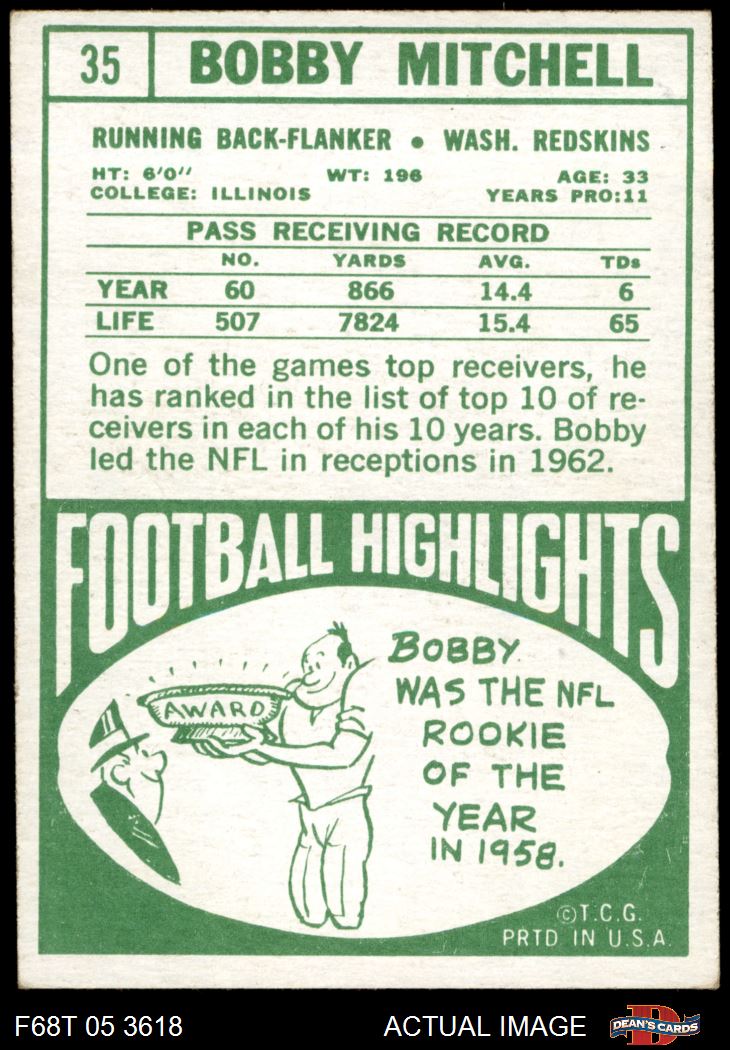 35 BOBBY MITCHELL
RUNNING BACK-FLANKER • WASH. REDSKINS
HT: 6'0" WT: 196 AGE: 33
COLLEGE: ILLINOIS YEARS PRO:11
PASS RECEIVING RECORD
NO. YARDS AVG. TDs
YEAR 60 866 14.4 6
LIFE 507 7824 15.4 65
One of the games top receivers, he
has ranked in the list of top 10 of re-
ceivers in each of his 10 years. Bobby
led the NFL in receptions in 1962.
FOOTBALL HIGHLIGHTS
AWARD
BOBBY
WAS THE NFL
ROOKIE
OF THE
YEAR
IN 1958.
©T.C.G.
PRTD IN U.S.A.
F68T 05 3618 ACTUAL IMAGE D DEAN'S CARDS